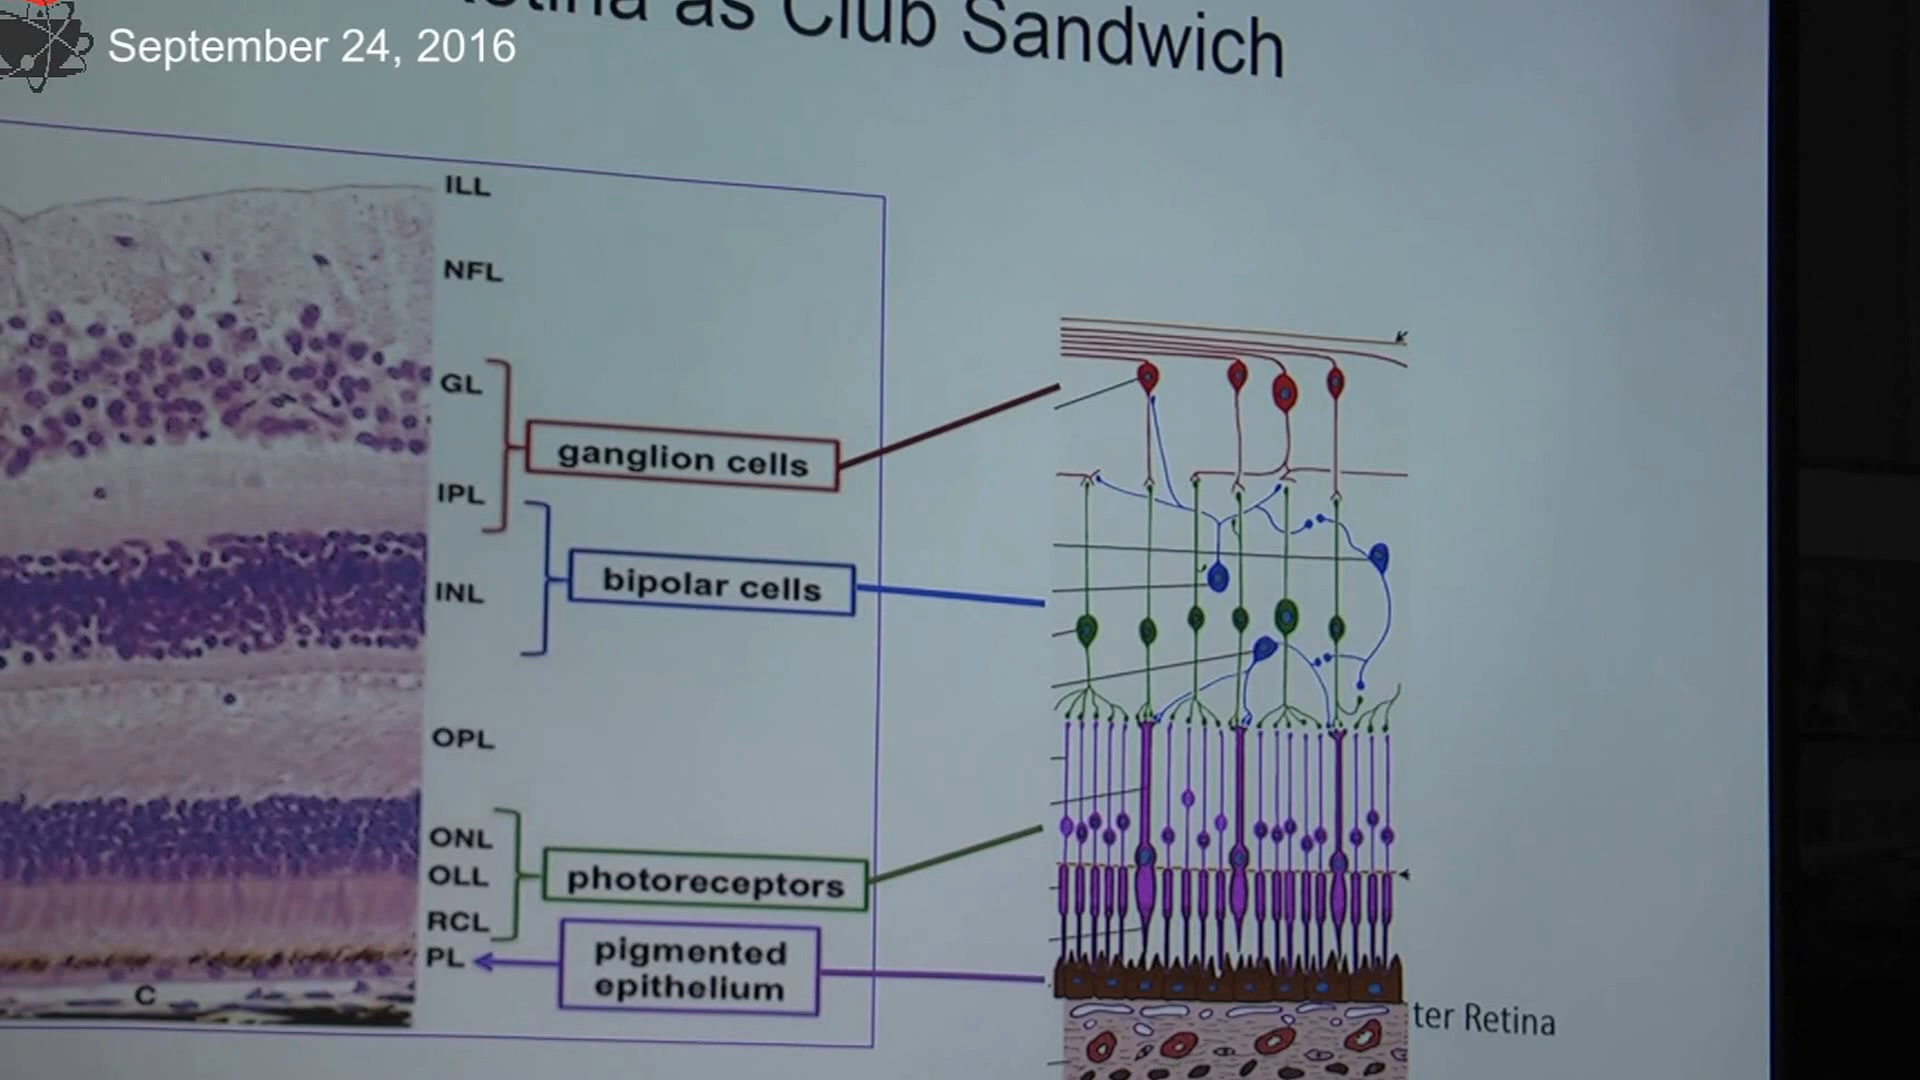 as Club Sandwich
September 24, 2016
ILL
NFL
GL
ganglion cells
IPL
bipolar cells
INL
OPL
ONL
OLL
photoreceptors
RCL
PL
pigmented
epithelium
C
ter Retina